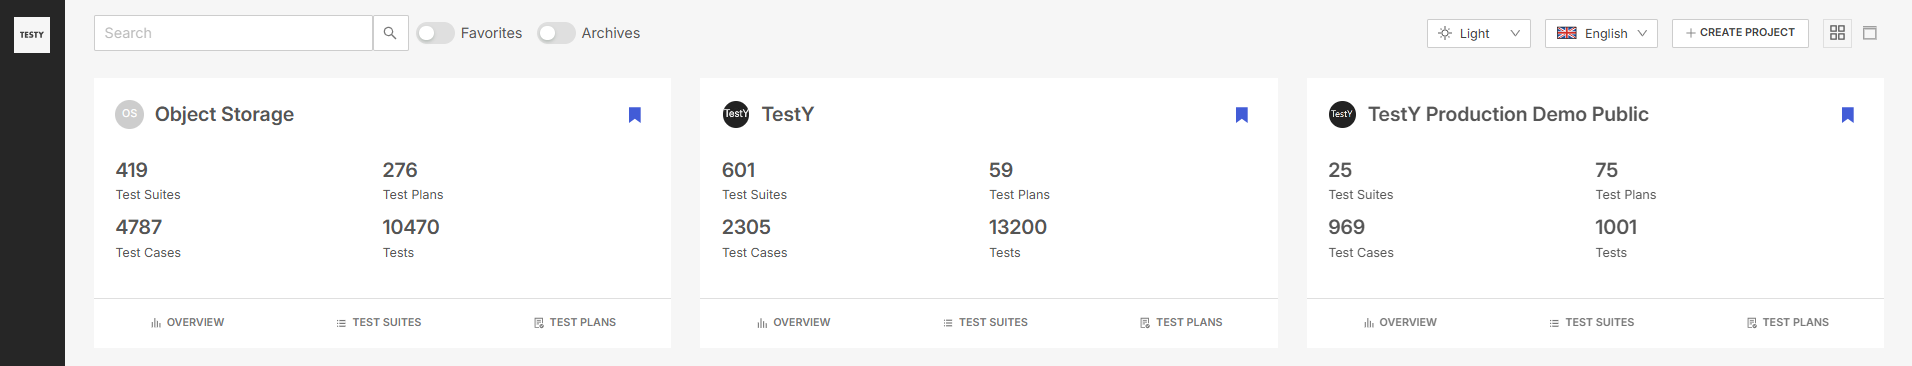 TESTY
Search
Favorites
Archives
Light
English
CREATE PROJECT
OS
Object Storage
419
Test Suites
276
Test Plans
4787
Test Cases
10470
Tests
OVERVIEW
TEST SUITES
TEST PLANS
TestY
TestY
601
Test Suites
59
Test Plans
2305
Test Cases
13200
Tests
OVERVIEW
TEST SUITES
TEST PLANS
TestY
TestY Production Demo Public
25
Test Suites
75
Test Plans
969
Test Cases
1001
Tests
OVERVIEW
TEST SUITES
TEST PLANS